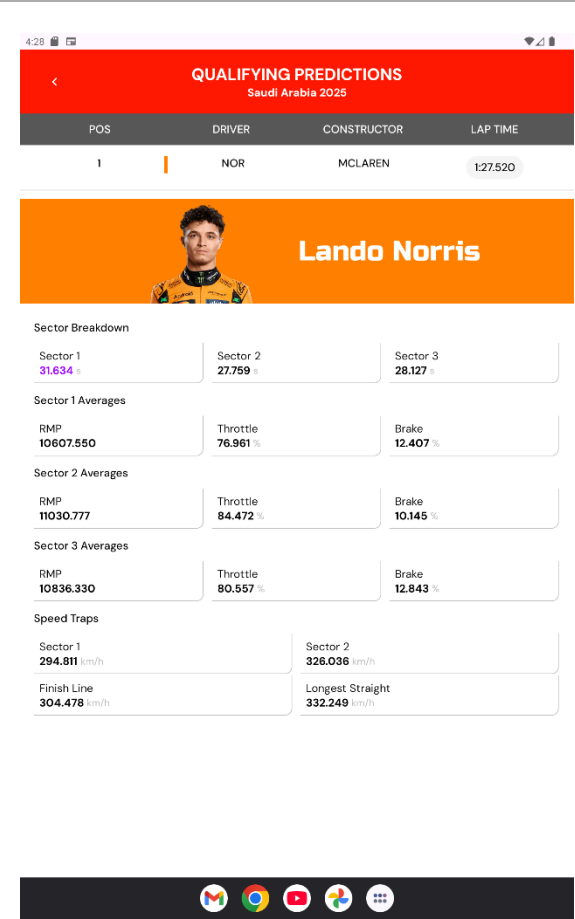 4:28
QUALIFYING PREDICTIONS
Saudi Arabia 2025
POS DRIVER CONSTRUCTOR LAP TIME
1 NOR MCLAREN 1:27.520
Lando Norris
Sector Breakdown
Sector 1 Sector 2 Sector 3
31.634 s 27.759 s 28.127 s
Sector 1 Averages
RMP Throttle Brake
10607.550 76.961 % 12.407 %
Sector 2 Averages
RMP Throttle Brake
11030.777 84.472 % 10.145 %
Sector 3 Averages
RMP Throttle Brake
10836.330 80.557 % 12.843 %
Speed Traps
Sector 1 Sector 2
294.811 km/h 326.036 km/h
Finish Line Longest Straight
304.478 km/h 332.249 km/h